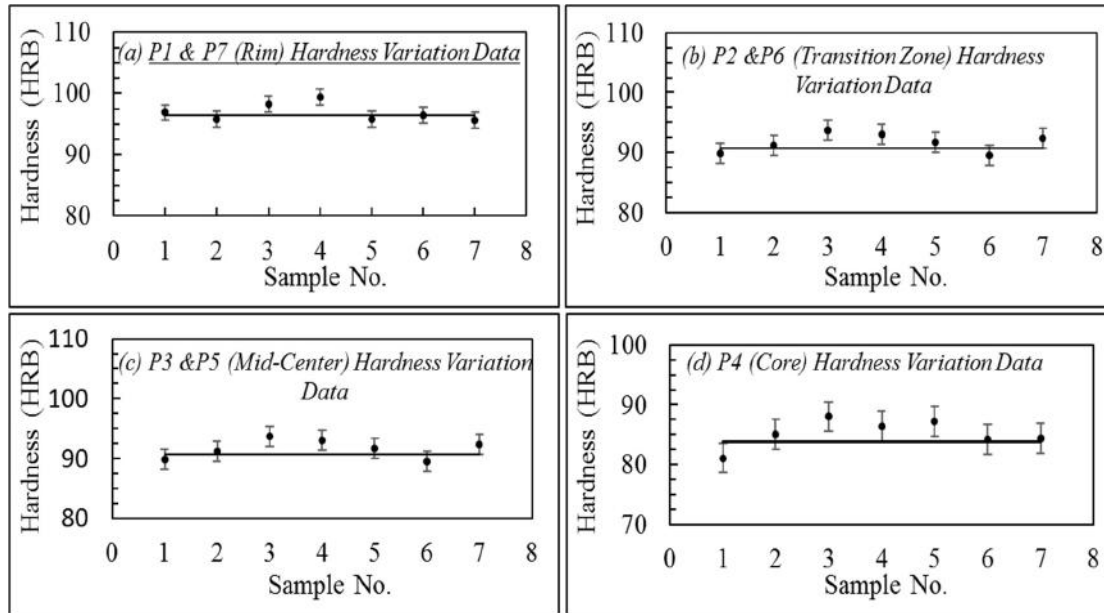 (a) P1 & P7 (Rim) Hardness Variation Data
Hardness (HRB)
110
100
90
80
0 1 2 3 4 5 6 7 8
Sample No.
(b) P2 &P6 (Transition Zone) Hardness
Variation Data
Hardness (HRB)
110
100
90
80
0 1 2 3 4 5 6 7 8
Sample No.
(c) P3 &P5 (Mid-Center) Hardness Variation
Data
Hardness (HRB)
110
100
90
80
0 1 2 3 4 5 6 7 8
Sample No.
(d) P4 (Core) Hardness Variation Data
Hardness (HRB)
100
90
80
70
0 1 2 3 4 5 6 7 8
Sample No.